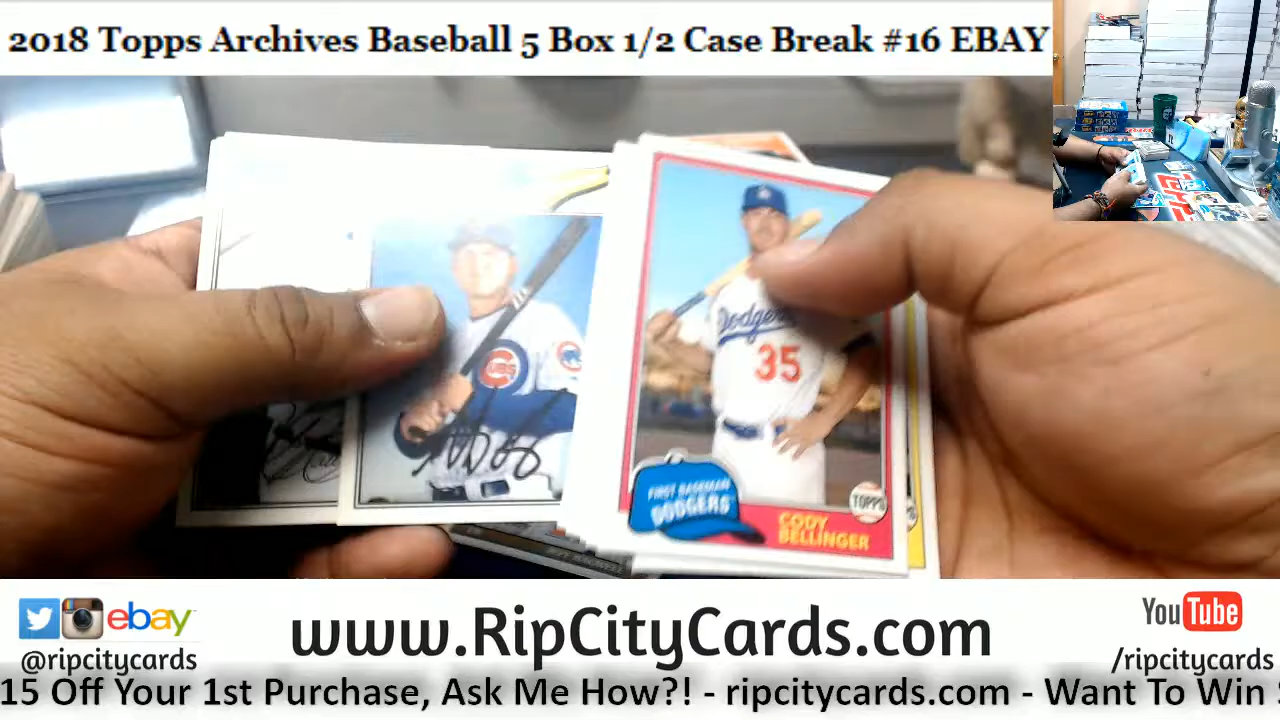 2018 Topps Archives Baseball 5 Box 1/2 Case Break #16 EBAY
CUBS
Dodgers
35
FIRST BASEMAN
DODGERS
TOPPS
CODY
BELLINGER
ebay
www.RipCityCards.com
YouTube
@ripcitycards
/ripcitycards
15 Off Your 1st Purchase, Ask Me How?! - ripcitycards.com - Want To Win